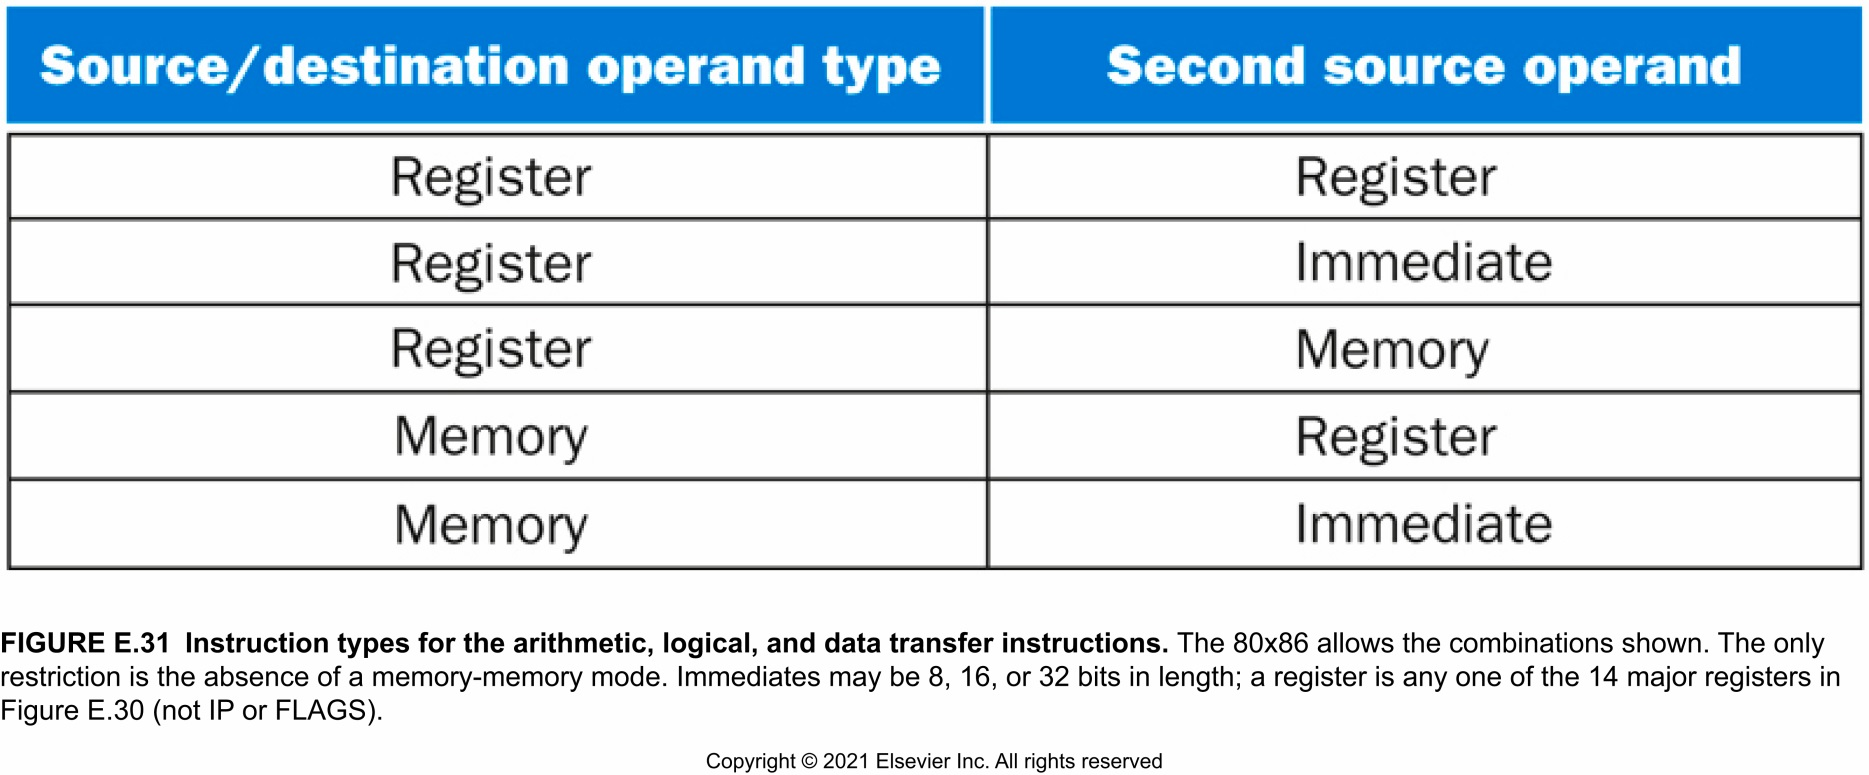 Source/destination operand type Second source operand
Register Register
Register Immediate
Register Memory
Memory Register
Memory Immediate
FIGURE E.31 Instruction types for the arithmetic, logical, and data transfer instructions. The 80x86 allows the combinations shown. The only
restriction is the absence of a memory-memory mode. Immediates may be 8, 16, or 32 bits in length; a register is any one of the 14 major registers in
Figure E.30 (not IP or FLAGS).
Copyright © 2021 Elsevier Inc. All rights reserved